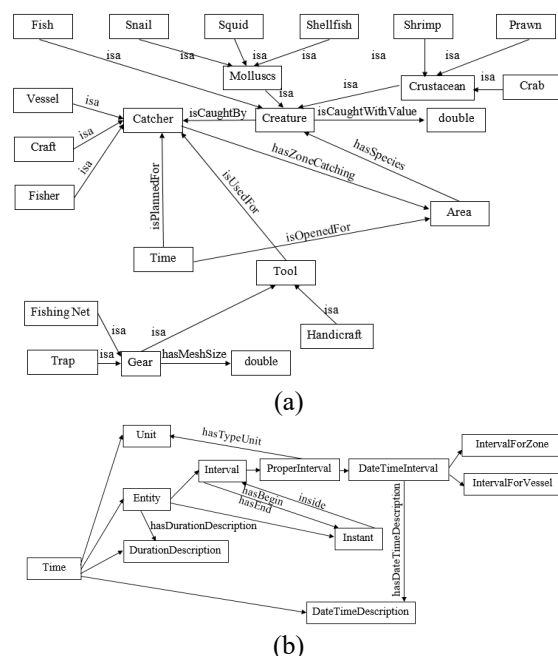 Fish Snail Squid Shellfish Shrimp Prawn
isa isa isa isa isa isa
Molluscs
isa isa Crustacean isa Crab
Vessel isa Catcher isCaughtBy Creature isCaughtWithValue double
Craft isa
Fisher isa
isPlannedFor isUsedFor hasZoneCatching hasSpecies
Area
isOpenedFor
Time Tool
Fishing Net isa isa isa Handicraft
Trap isa Gear hasMeshSize double
(a)
Unit hasTypeUnit IntervalForZone
Interval ProperInterval DateTimeInterval
IntervalForVessel
Entity hasBegin inside
hasEnd
hasDurationDescription Instant hasDateTimeDescription
Time DurationDescription
DateTimeDescription
(b)